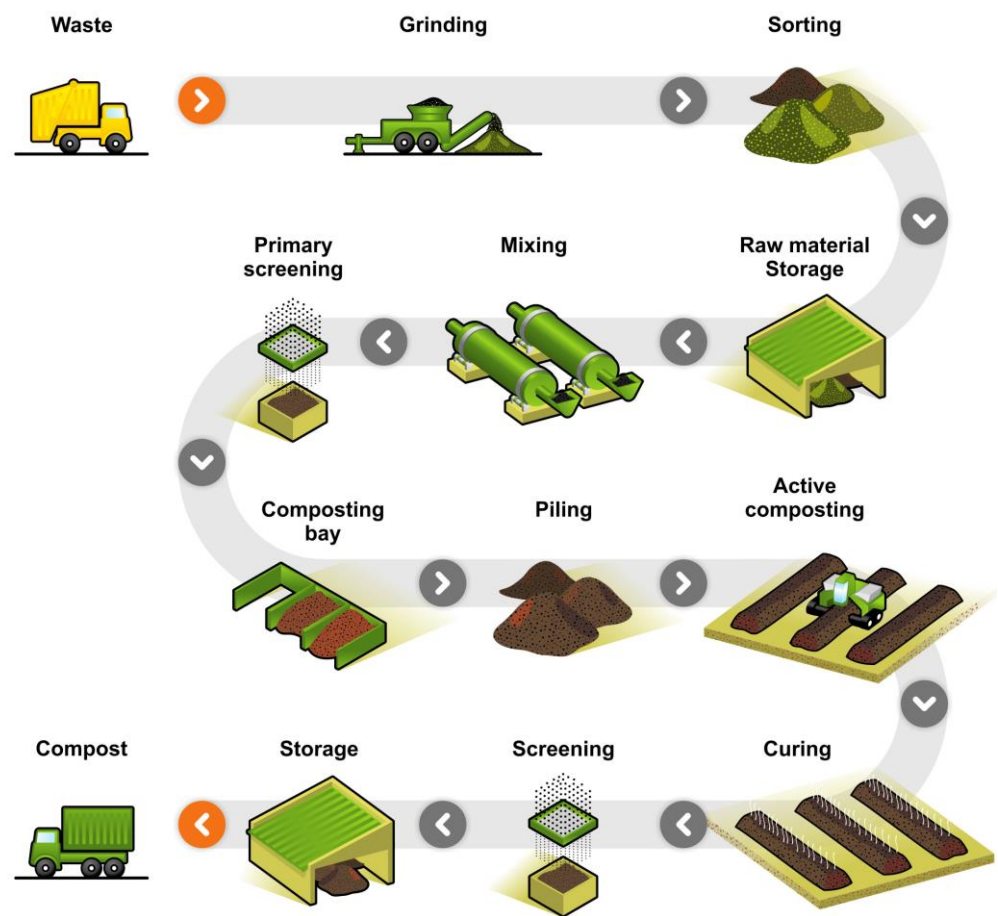 Waste
Grinding
Sorting
Raw material
Storage
Mixing
Primary
screening
Composting
bay
Piling
Active
composting
Curing
Screening
Storage
Compost